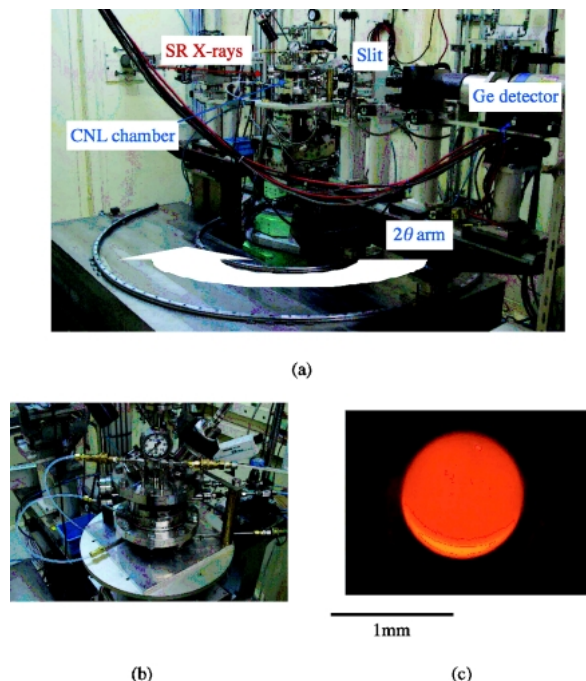 SR X-rays
Slit
Ge detector
CNL chamber
2θ arm
(a)
1mm
(b)
(c)